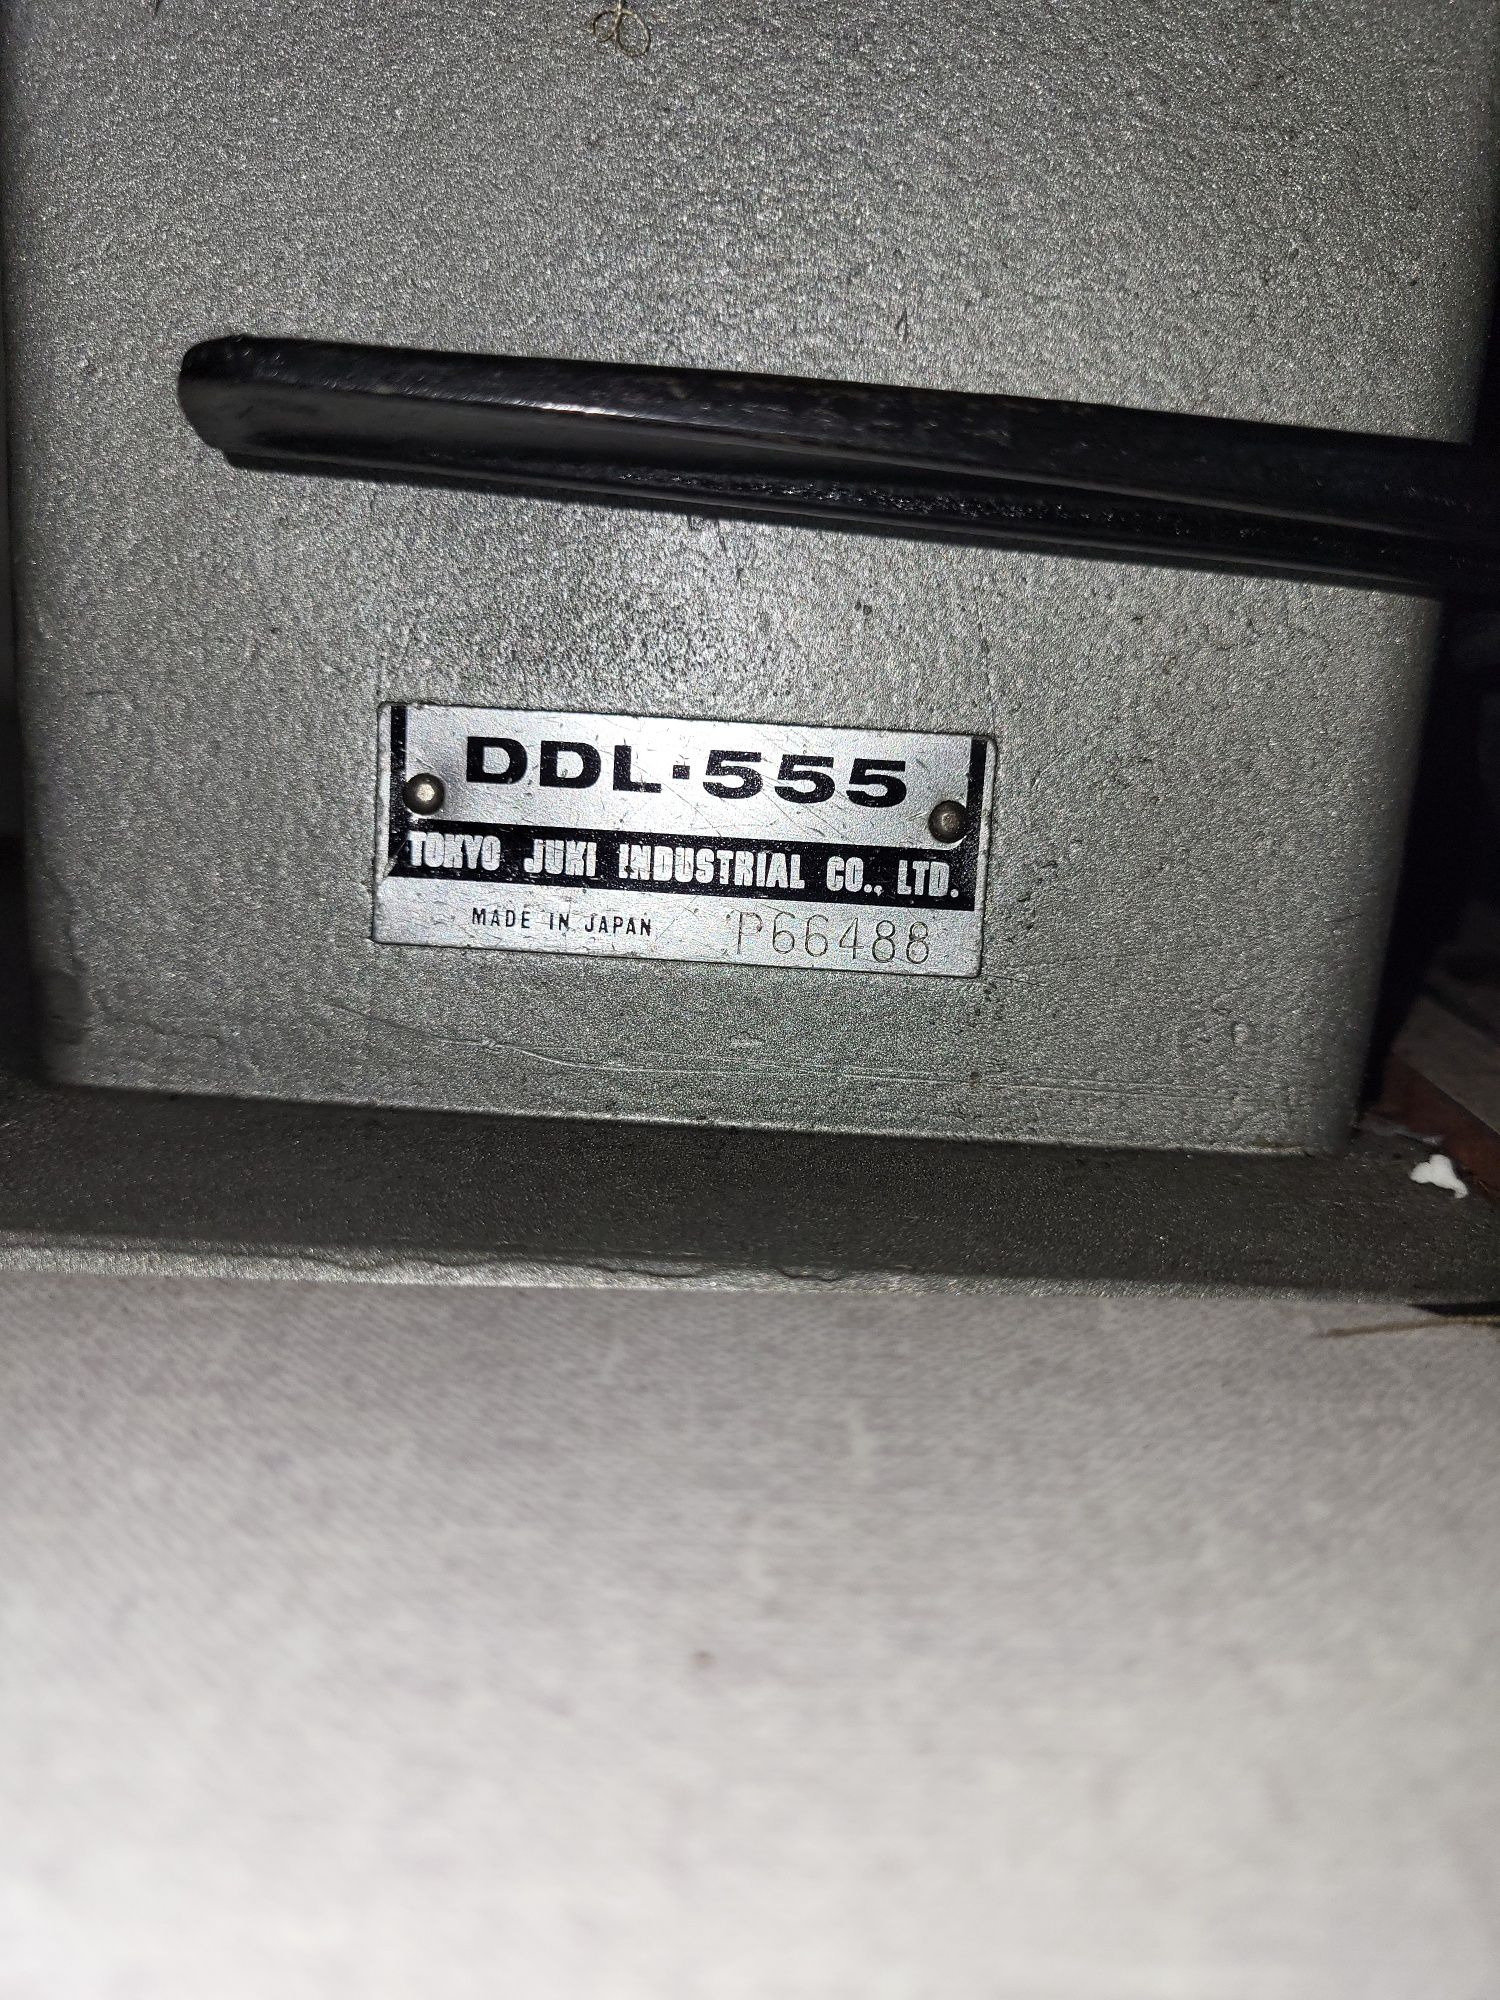 DDL·555
TOKYO JUKI INDUSTRIAL CO., LTD.
MADE IN JAPAN P66488